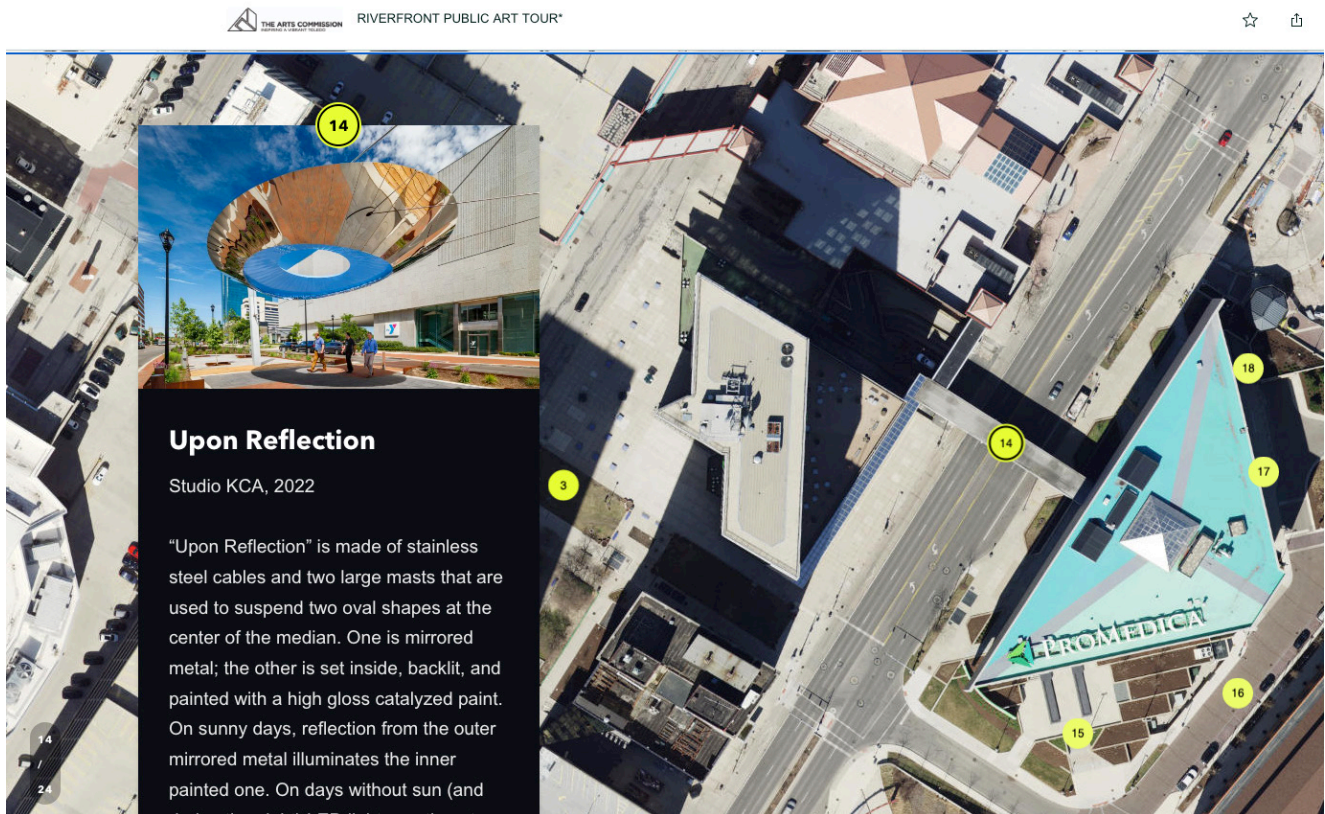 THE ARTS COMMISSION
INSPIRING A VIBRANT TOLEDO
RIVERFRONT PUBLIC ART TOUR*
14
Upon Reflection
Studio KCA, 2022
“Upon Reflection” is made of stainless
steel cables and two large masts that are
used to suspend two oval shapes at the
center of the median. One is mirrored
metal; the other is set inside, backlit, and
painted with a high gloss catalyzed paint.
On sunny days, reflection from the outer
mirrored metal illuminates the inner
painted one. On days without sun (and
14
/
24
3
14
18
17
16
15
PROMEDICA